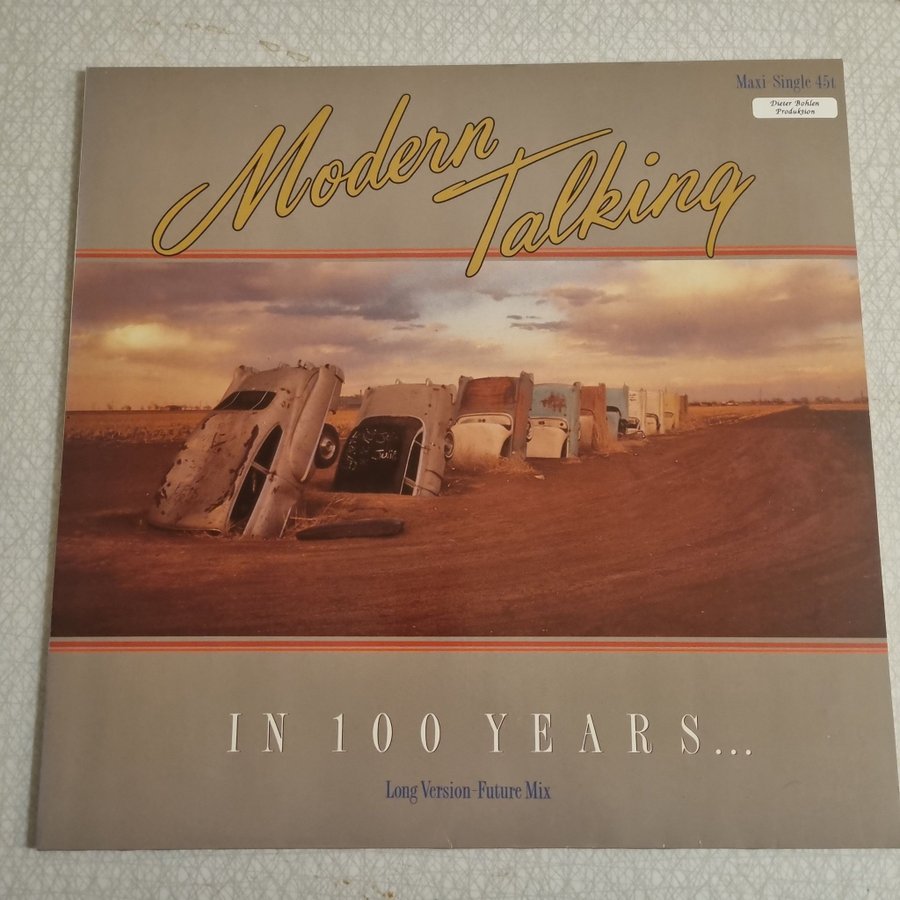 Maxi Single 45t
Dieter Bohlen
Produktion
Modern
Talking
IN 100 YEARS...
Long Version-Future Mix